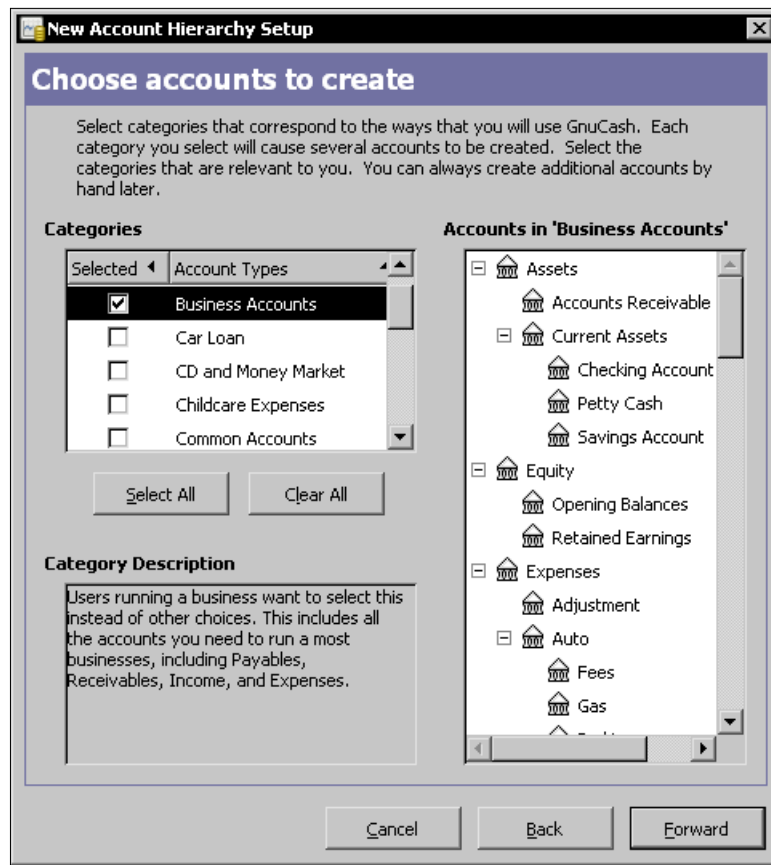 New Account Hierarchy Setup
Choose accounts to create
Select categories that correspond to the ways that you will use GnuCash. Each
category you select will cause several accounts to be created. Select the
categories that are relevant to you. You can always create additional accounts by
hand later.
Categories
Selected Account Types
Business Accounts
Car Loan
CD and Money Market
Childcare Expenses
Common Accounts
Select All Clear All
Category Description
Users running a business want to select this
instead of other choices. This includes all
the accounts you need to run a most
businesses, including Payables,
Receivables, Income, and Expenses.
Accounts in 'Business Accounts'
Assets
Accounts Receivable
Current Assets
Checking Account
Petty Cash
Savings Account
Equity
Opening Balances
Retained Earnings
Expenses
Adjustment
Auto
Fees
Gas
Cancel Back Forward